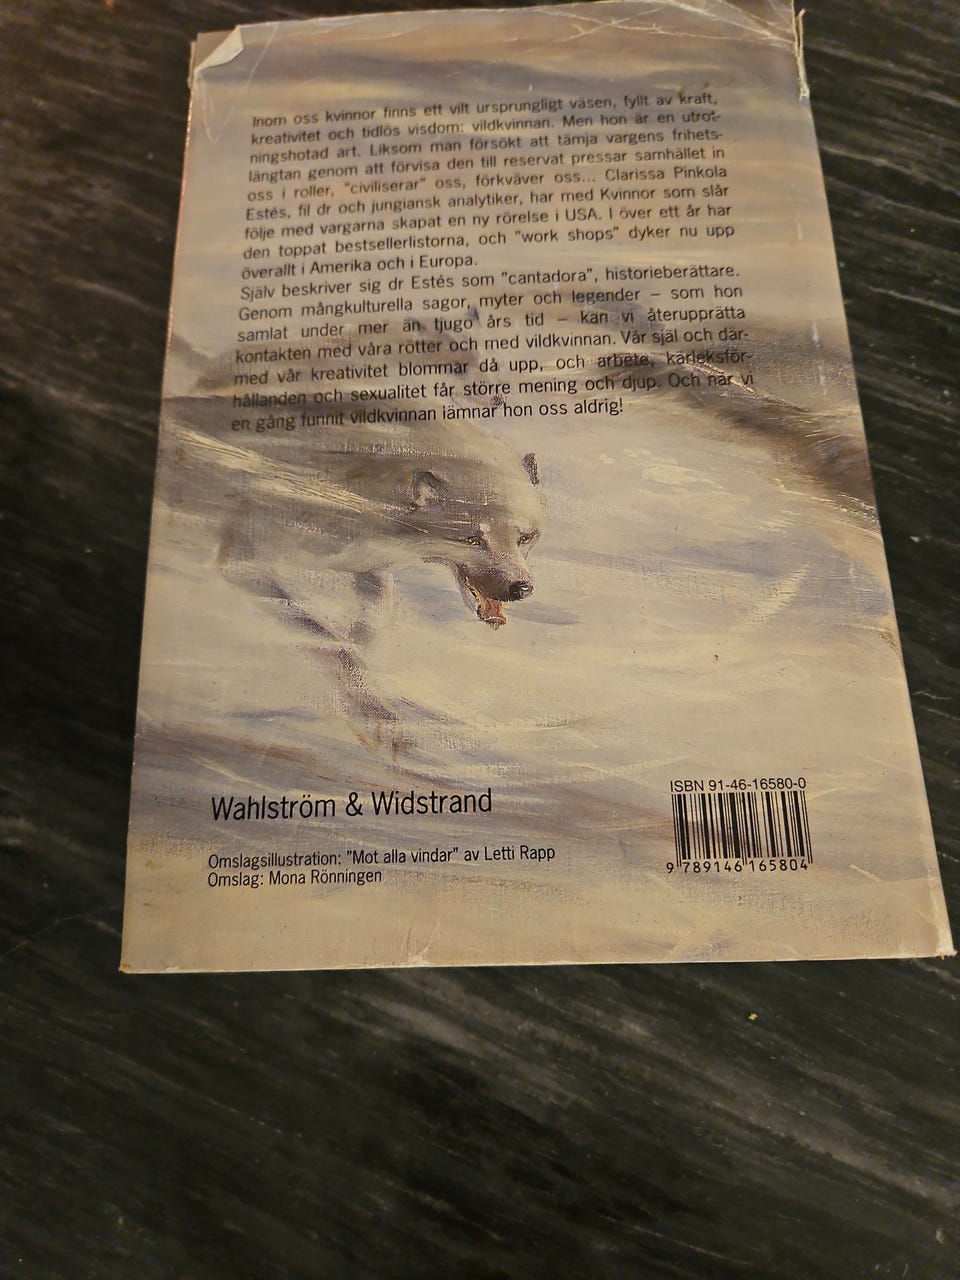 Inom oss kvinnor finns ett vilt ursprungligt väsen, fyllt av kraft,
kreativitet och tidlös visdom: vildkvinnan. Men hon är en utrot-
ningshotad art. Liksom man försökt att tämja vargens frihets-
längtan genom att förvisa den till reservat pressar samhället in
oss i roller, "civiliserar" oss, förkväver oss... Clarissa Pinkola
Estés, fil dr och jungiansk analytiker, har med Kvinnor som slår
följe med vargarna skapat en ny rörelse i USA. I över ett år har
den toppat bestsellerlistorna, och "work shops" dyker nu upp
överallt i Amerika och i Europa.
Själv beskriver sig dr Estés som "cantadora", historieberättare.
Genom mångkulturella sagor, myter och legender – som hon
samlat under mer än tjugo års tid – kan vi återupprätta
kontakten med våra rötter och med vildkvinnan. Vår själ och där-
med vår kreativitet blommar då upp, och arbete, kärleksför-
hållanden och sexualitet får större mening och djup. Och när vi
en gång funnit vildkvinnan lämnar hon oss aldrig!
Wahlström & Widstrand
Omslagsillustration: "Mot alla vindar" av Letti Rapp
Omslag: Mona Rönningen
ISBN 91-46-16580-0
9 789146 165804